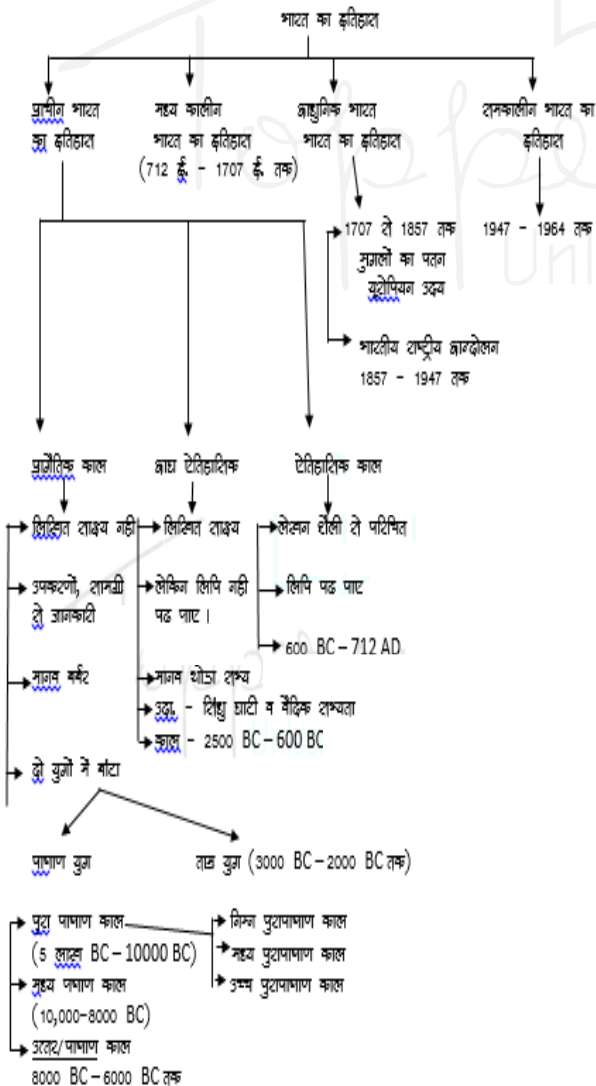 भारत का इतिहास
प्राचीन भारत
का इतिहास
मध्य कालीन
भारत का इतिहास
(712 ई. - 1707 ई. तक)
आधुनिक भारत
भारत का इतिहास
समकालीन भारत का
इतिहास
1707 से 1857 तक
मुगलों का पतन
यूरोपियन उदय
1947 - 1964 तक
भारतीय राष्ट्रीय आन्दोलन
1857 - 1947 तक
प्रागैतिक काल
आद्य ऐतिहासिक
ऐतिहासिक काल
लिखित साक्ष्य नही
उपकरणों, सामग्री
से जानकारी
मानव बर्बर
दो युगों में बांटा
लिखित साक्ष्य
लेकिन लिपि नही
पढ पाए।
मानव थोडा सभ्य
उदा. - सिंधु घाटी व वैदिक सभ्यता
काल - 2500 BC – 600 BC
लेखन शैली से परिचित
लिपि पढ पाए
600 BC – 712 AD
पाषाण युग
ताम्र युग (3000 BC – 2000 BC तक)
पुरा पाषाण काल
(5 लाख BC – 10000 BC)
मध्य पषाण काल
(10,000-8000 BC)
उत्तर/पाषाण काल
8000 BC – 6000 BC तक
निम्न पुरापाषाण काल
मध्य पुरापाषाण काल
उच्च पुरापाषाण काल